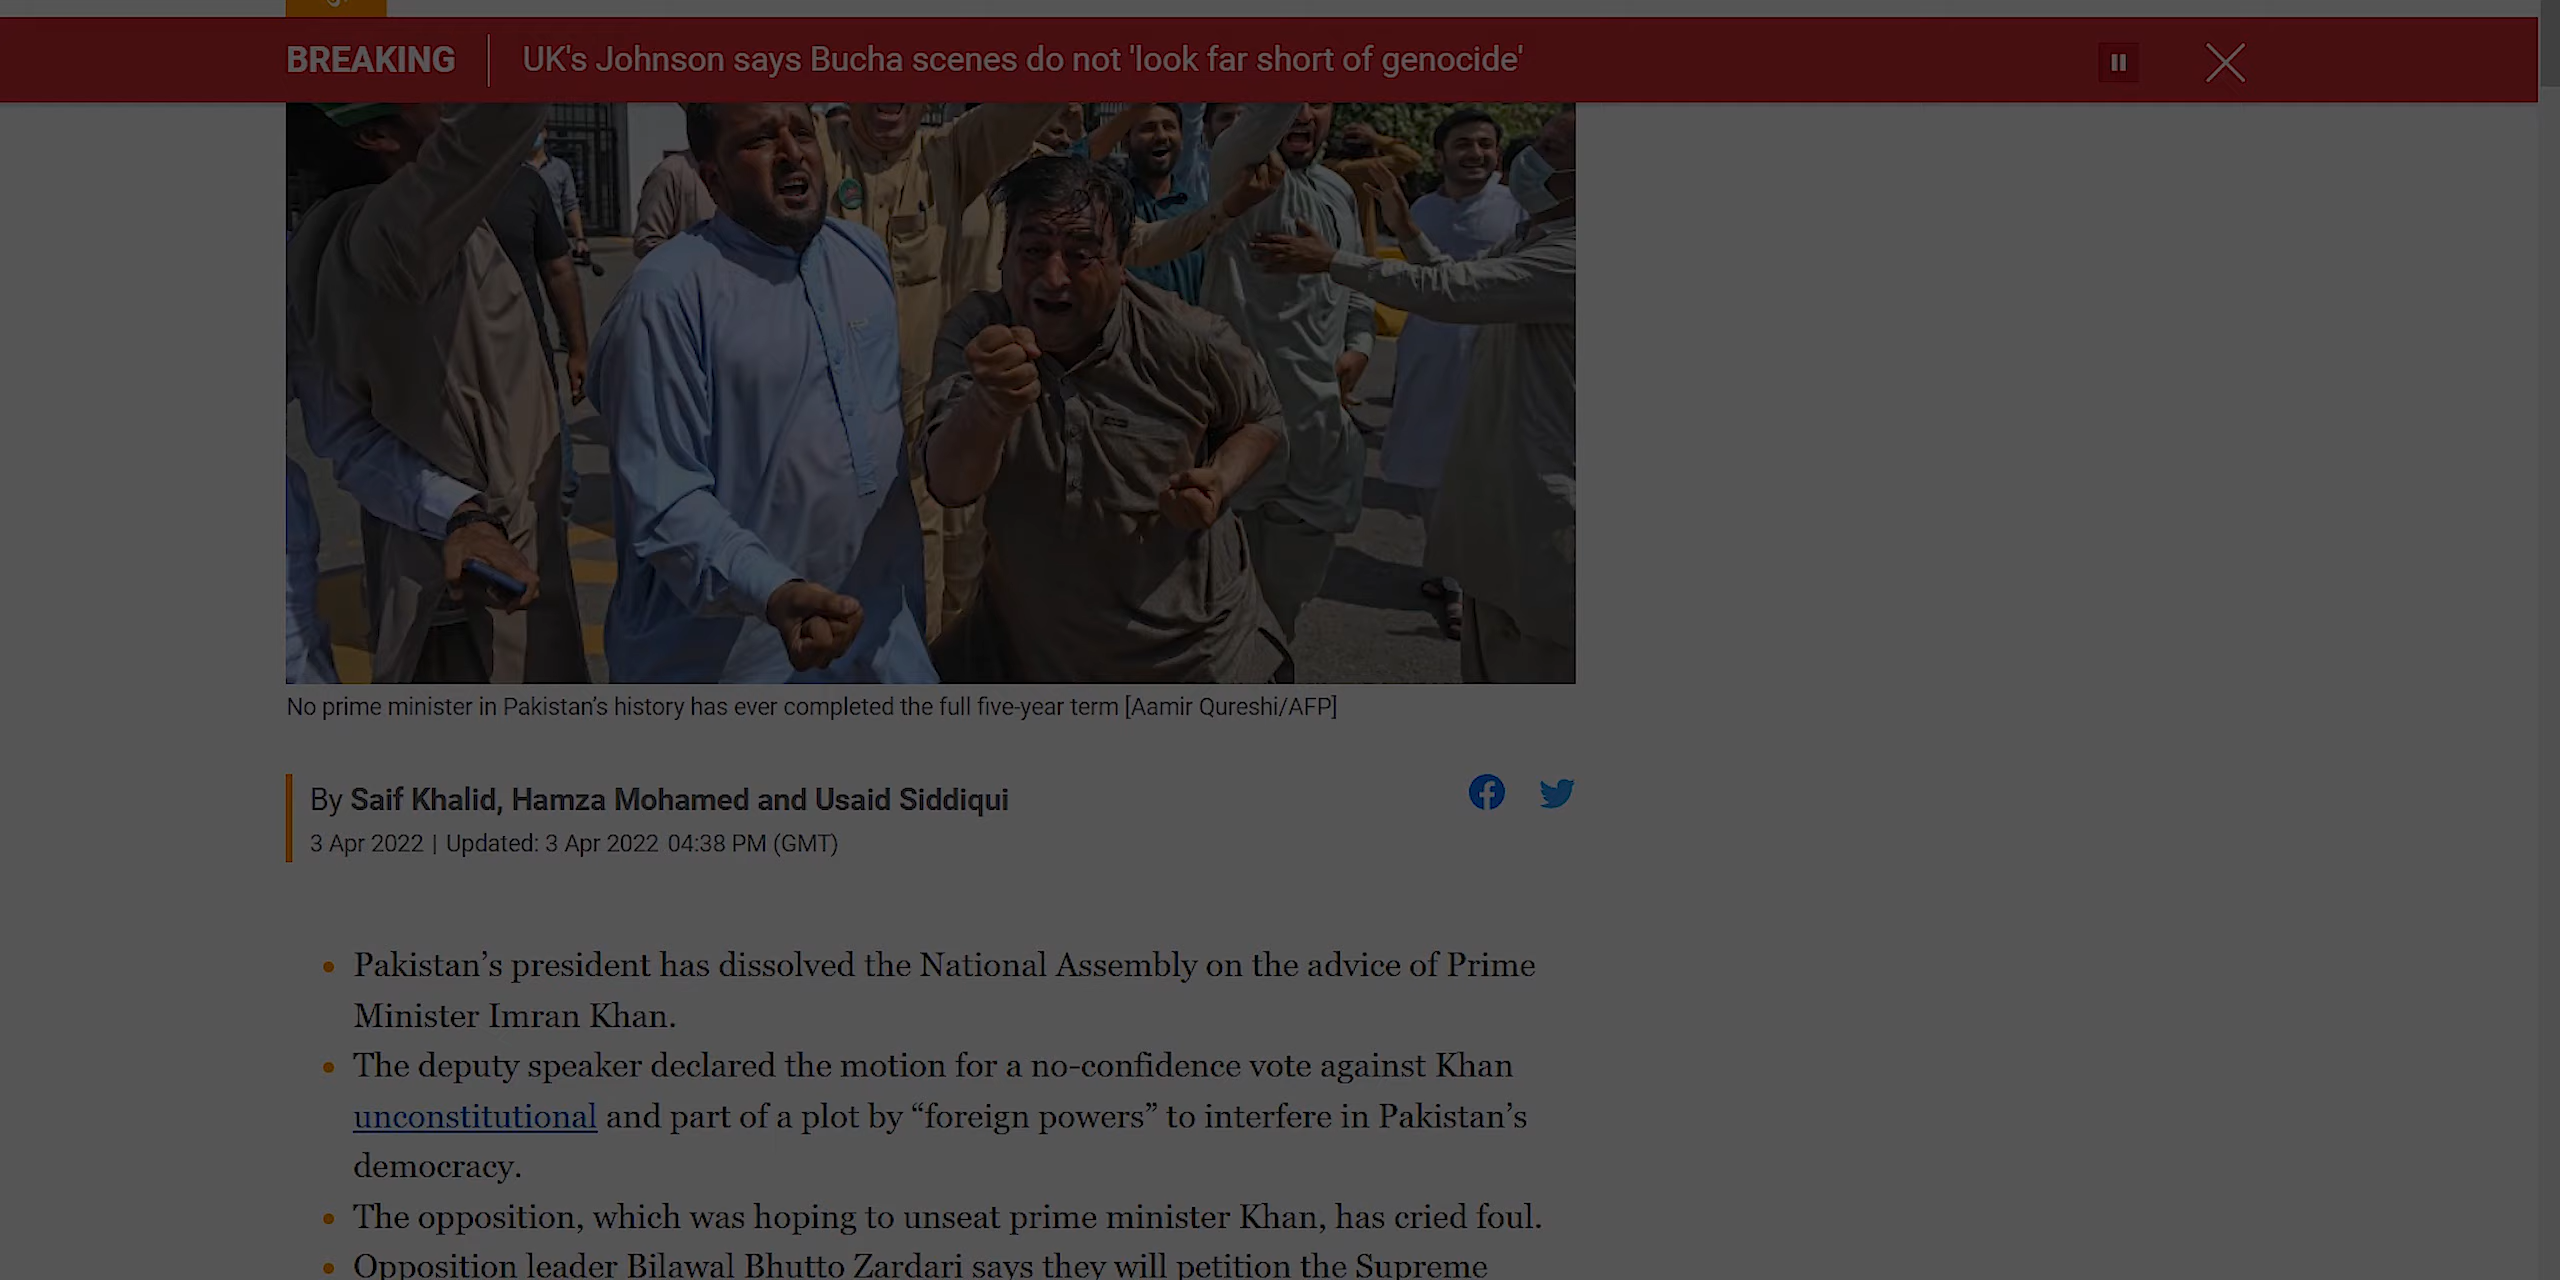 BREAKING
UK's Johnson says Bucha scenes do not 'look far short of genocide'
No prime minister in Pakistan’s history has ever completed the full five-year term [Aamir Qureshi/AFP]
By Saif Khalid, Hamza Mohamed and Usaid Siddiqui
3 Apr 2022 | Updated: 3 Apr 2022 04:38 PM (GMT)
Pakistan’s president has dissolved the National Assembly on the advice of Prime
Minister Imran Khan.
The deputy speaker declared the motion for a no-confidence vote against Khan
unconstitutional and part of a plot by “foreign powers” to interfere in Pakistan’s
democracy.
The opposition, which was hoping to unseat prime minister Khan, has cried foul.
Opposition leader Bilawal Bhutto Zardari says they will petition the Supreme